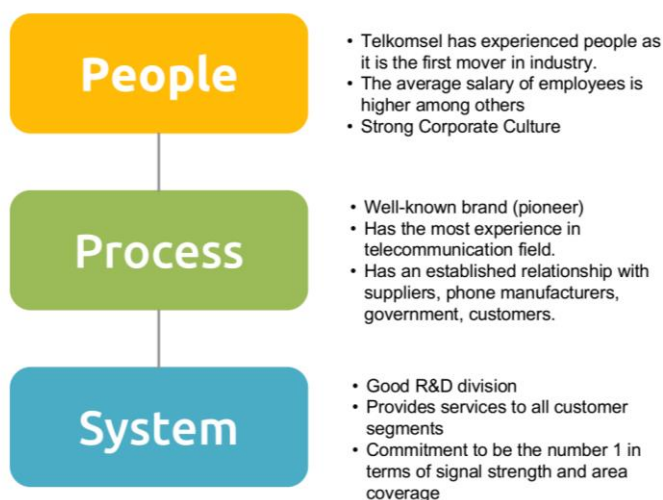 People
• Telkomsel has experienced people as
it is the first mover in industry.
• The average salary of employees is
higher among others
• Strong Corporate Culture
Process
• Well-known brand (pioneer)
• Has the most experience in
telecommunication field.
• Has an established relationship with
suppliers, phone manufacturers,
government, customers.
System
• Good R&D division
• Provides services to all customer
segments
• Commitment to be the number 1 in
terms of signal strength and area
coverage